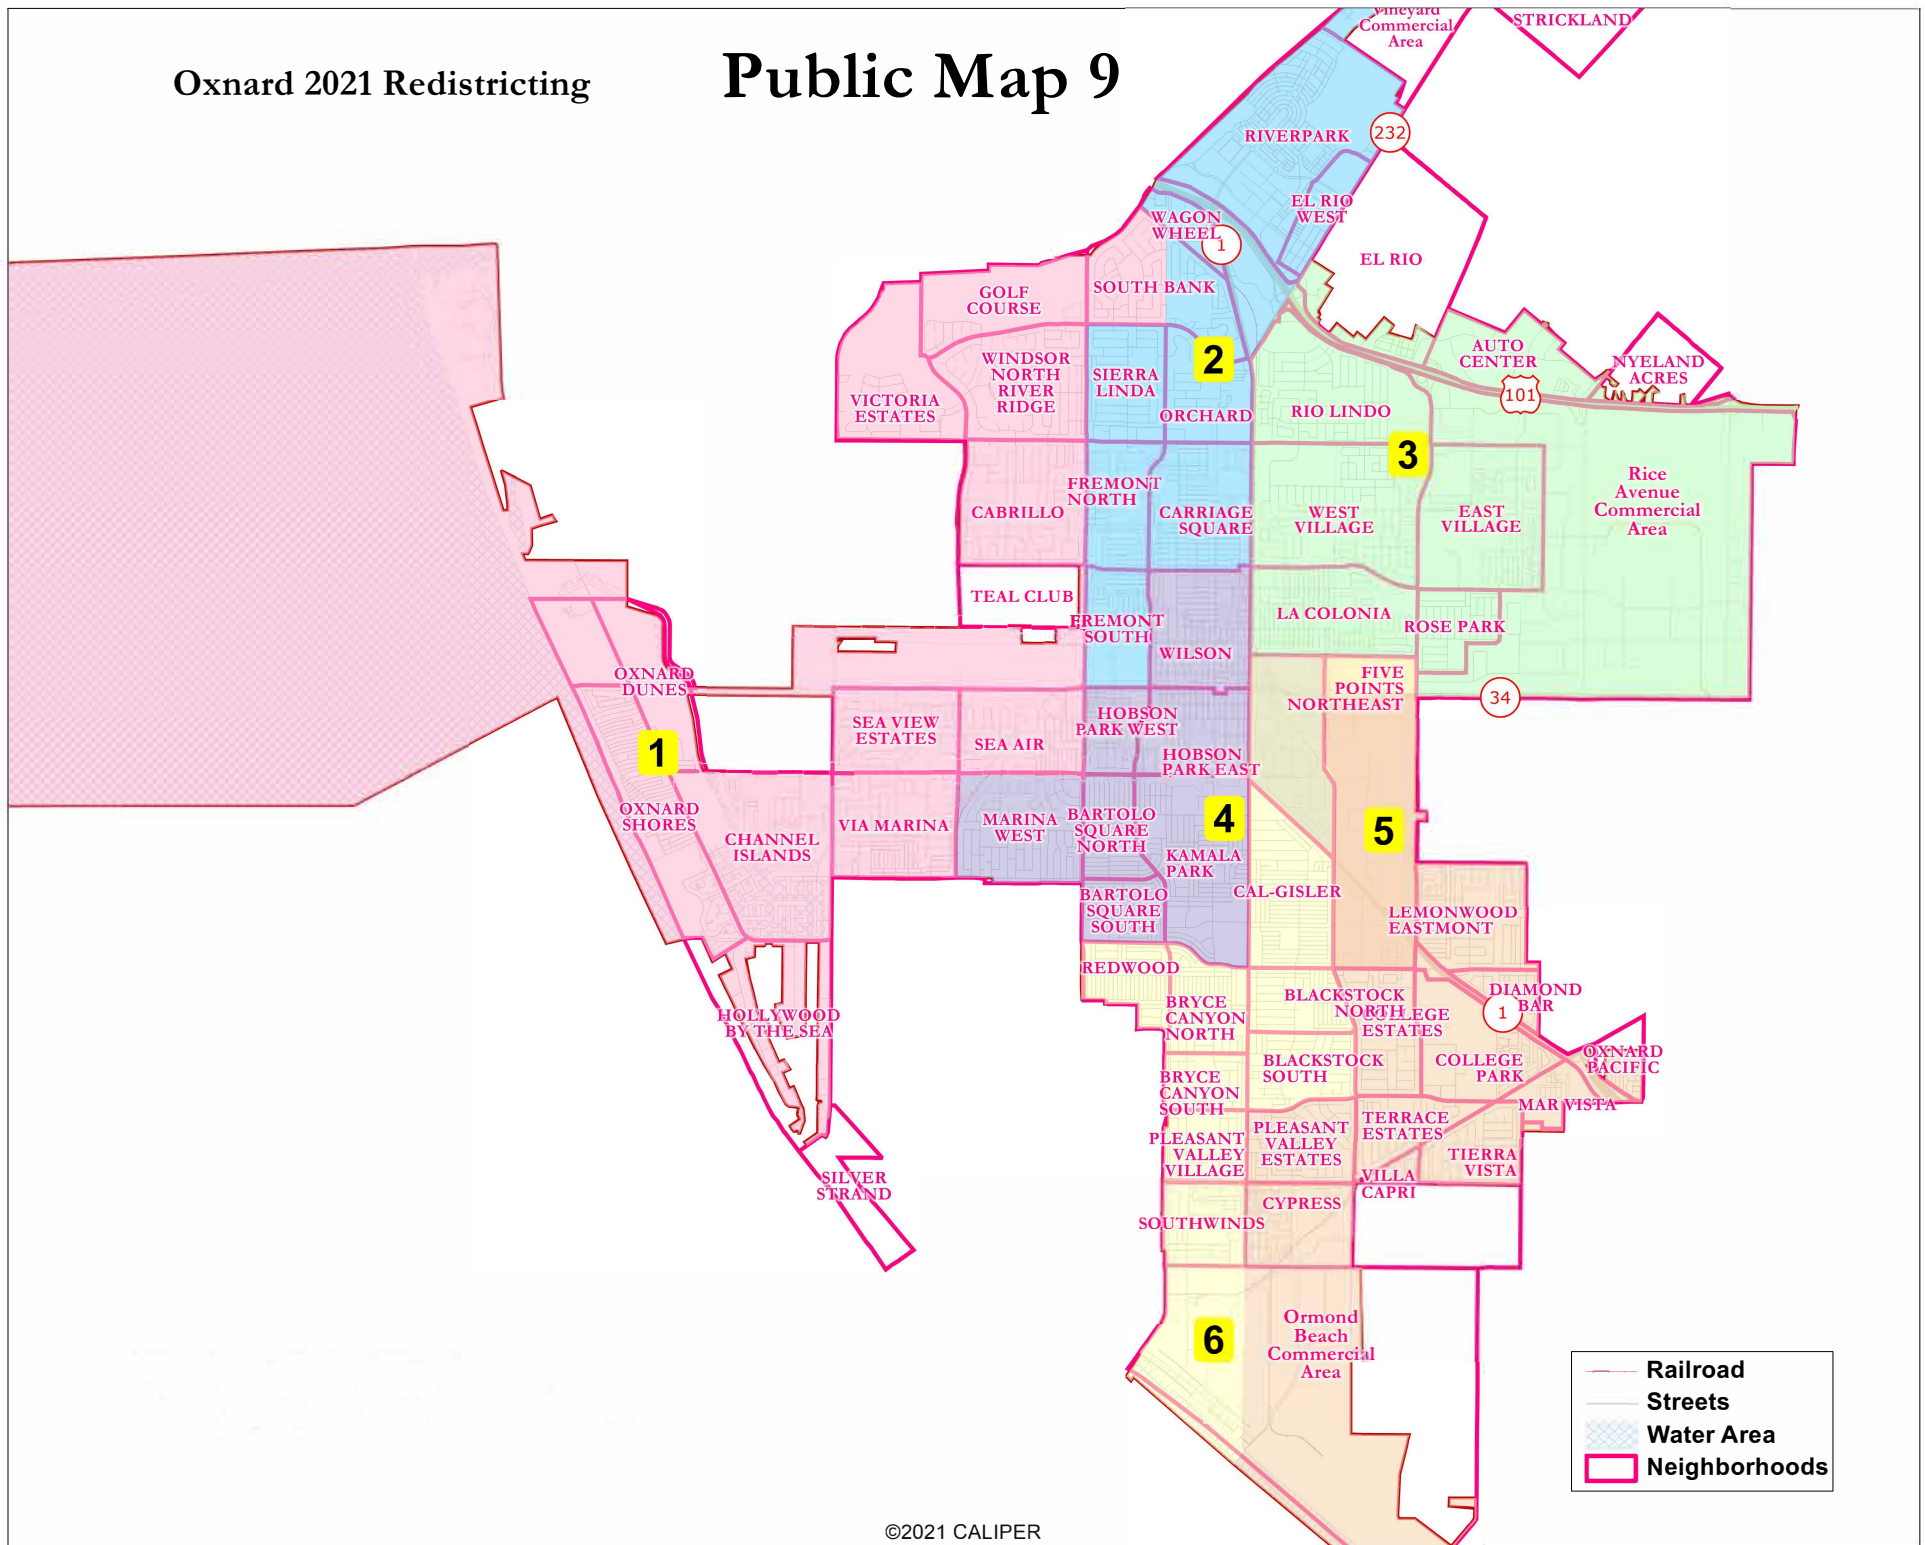 Oxnard 2021 Redistricting
Public Map 9
Commercial
Area
STRICKLAND
RIVERPARK
232
EL RIO
WEST
WAGON
WHEEL
1
EL RIO
SOUTH BANK
GOLF
COURSE
WINDSOR
NORTH
RIVER
RIDGE
VICTORIA
ESTATES
SIERRA
LINDA
2
ORCHARD
RIO LINDO
AUTO
CENTER
NYELAND
ACRES
101
3
CABRILLO
FREMONT
NORTH
CARRIAGE
SQUARE
WEST
VILLAGE
EAST
VILLAGE
Rice
Avenue
Commercial
Area
TEAL CLUB
FREMONT
SOUTH
WILSON
LA COLONIA
ROSE PARK
OXNARD
DUNES
FIVE
POINTS
NORTHEAST
34
SEA VIEW
ESTATES
SEA AIR
HOBSON
PARK WEST
HOBSON
PARK EAST
1
OXNARD
SHORES
CHANNEL
ISLANDS
VIA MARINA
MARINA
WEST
BARTOLO
SQUARE
NORTH
4
KAMALA
PARK
5
CAL-GISLER
BARTOLO
SQUARE
SOUTH
LEMONWOOD
EASTMONT
REDWOOD
BRYCE
CANYON
NORTH
BLACKSTOCK
NORTH
COLLEGE
ESTATES
DIAMOND
BAR
1
HOLLYWOOD
BY THE SEA
BLACKSTOCK
SOUTH
COLLEGE
PARK
OXNARD
PACIFIC
BRYCE
CANYON
SOUTH
MAR VISTA
PLEASANT
VALLEY
VILLAGE
PLEASANT
VALLEY
ESTATES
TERRACE
ESTATES
TIERRA
VISTA
VILLA
CAPRI
SILVER
STRAND
CYPRESS
SOUTHWINDS
6
Ormond
Beach
Commercial
Area
Railroad
Streets
Water Area
Neighborhoods
©2021 CALIPER